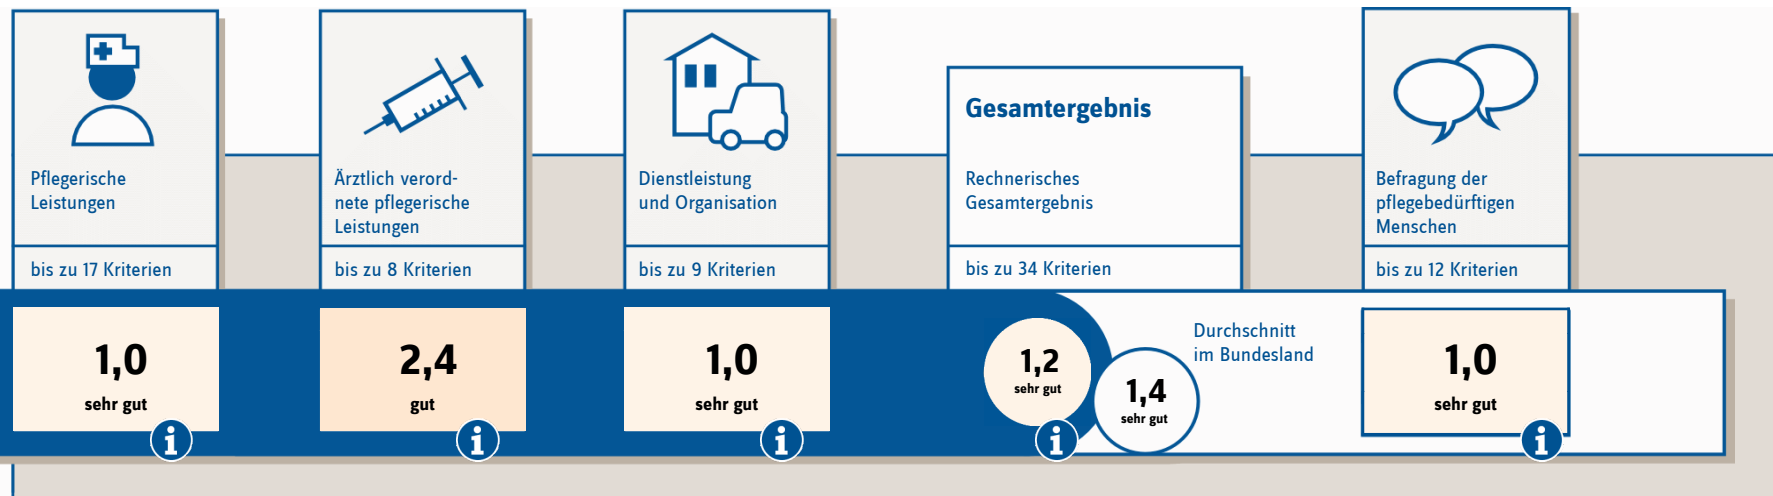 Pflegerische
Leistungen
bis zu 17 Kriterien
1,0
sehr gut
i
Ärztlich verord-
nete pflegerische
Leistungen
bis zu 8 Kriterien
2,4
gut
i
Dienstleistung
und Organisation
bis zu 9 Kriterien
1,0
sehr gut
i
Gesamtergebnis
Rechnerisches
Gesamtergebnis
bis zu 34 Kriterien
1,2
sehr gut
i
1,4
sehr gut
Durchschnitt
im Bundesland
Befragung der
pflegebedürftigen
Menschen
bis zu 12 Kriterien
1,0
sehr gut
i